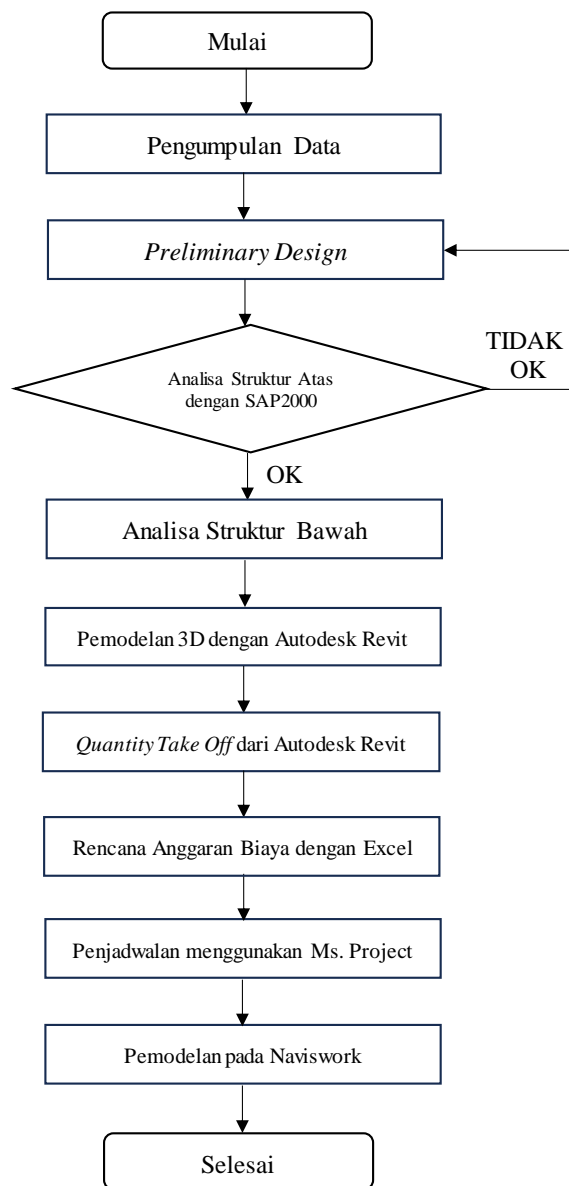 Mulai
Pengumpulan Data
Preliminary Design
TIDAK
OK
Analisa Struktur Atas
dengan SAP2000
OK
Analisa Struktur Bawah
Pemodelan 3D dengan Autodesk Revit
Quantity Take Off dari Autodesk Revit
Rencana Anggaran Biaya dengan Excel
Penjadwalan menggunakan Ms. Project
Pemodelan pada Naviswork
Selesai